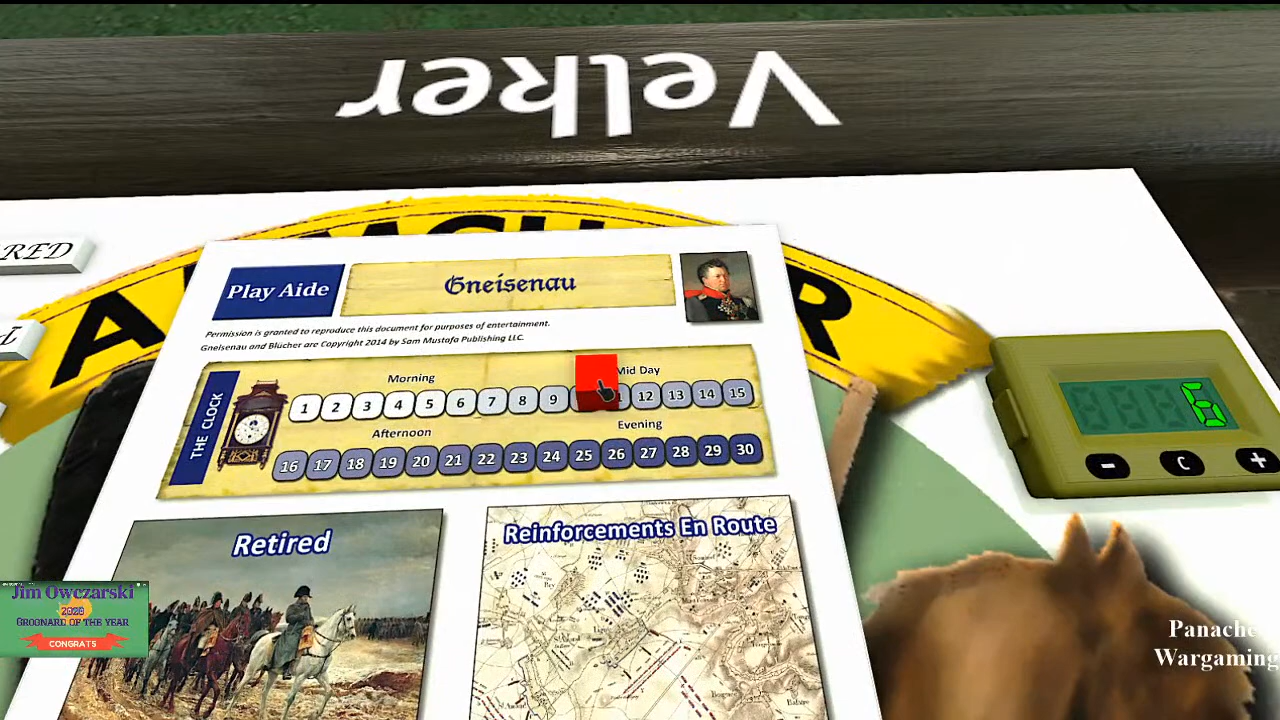 Velker
RED
Play Aide
Gneisenau
Permission is granted to reproduce this document for purposes of entertainment.
Gneisenau and Blücher are Copyright 2014 by Sam Mustafa Publishing LLC.
THE CLOCK
Morning
Mid Day
1 2 3 4 5 6 7 8 9 12 13 14 15
Afternoon
Evening
16 17 18 19 20 21 22 23 24 25 26 27 28 29 30
6
- C +
Retired
Reinforcements En Route
Jim Owczarski
2020
GROGNARD OF THE YEAR
CONGRATS
Panache
Wargaming